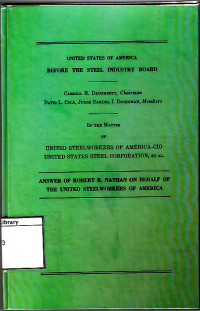 UNITED STATES OF AMERICA
BEFORE THE STEEL INDUSTRY BOARD
CARROLL R. DAUGHERTY, Chairman
DAVID L. COLE, JUDGE SAMUEL I. ROSENMAN, Members
IN THE MATTER
OF
UNITED STEELWORKERS OF AMERICA-CIO
UNITED STATES STEEL CORPORATION, ET AL.
ANSWER OF ROBERT R. NATHAN ON BEHALF OF
THE UNITED STEELWORKERS OF AMERICA
Library
3